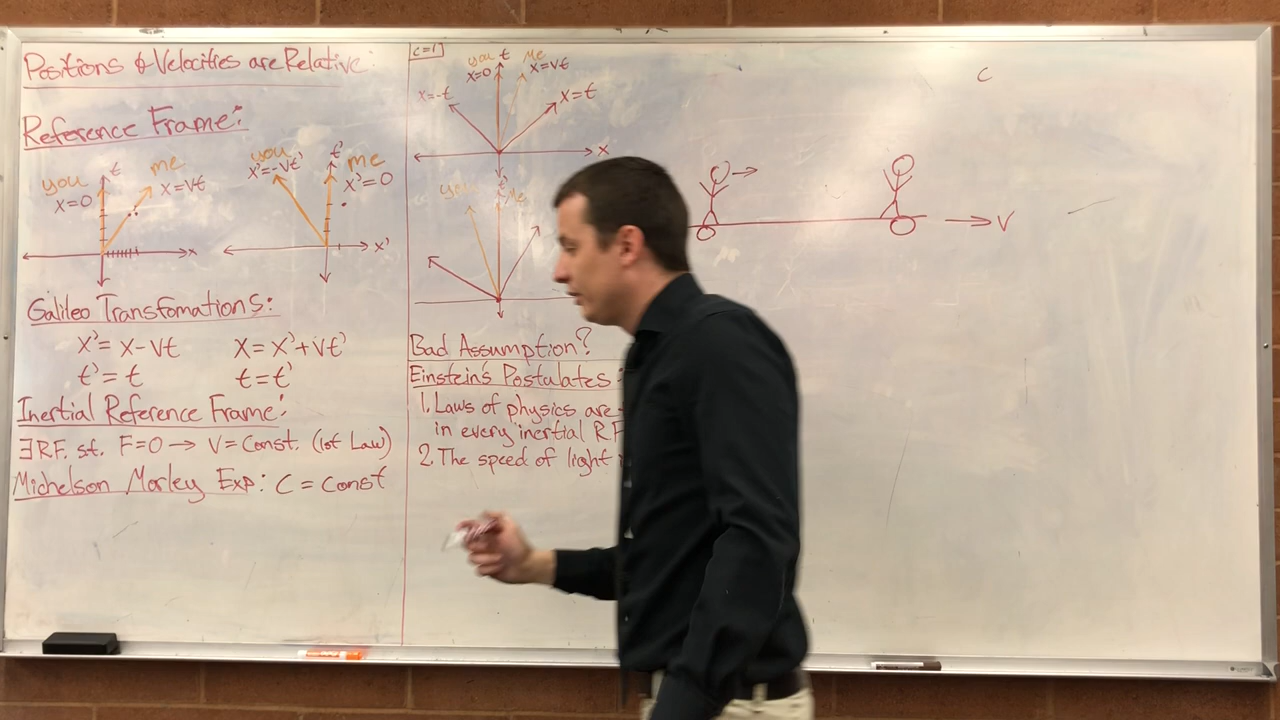 Positions & Velocities are Relative:
Reference Frame:
you
x=0
t
me
x=vt
x
you
x'=-vt'
t'
me
x'=0
x'
Galileo Transfomations:
x'= x-vt x= x'+vt'
t'= t t= t'
Inertial Reference Frame:
∃ R.F. st. F=0 → V= Const. (1st Law)
Michelson Morley Exp: C = Const
c=1
you t me
x=0 x=vt
x=-t x=t
x
you t' me
Bad Assumption?
Einstein's Postulates:
1. Laws of physics are
in every inertial R.F
2. The speed of light
c
v